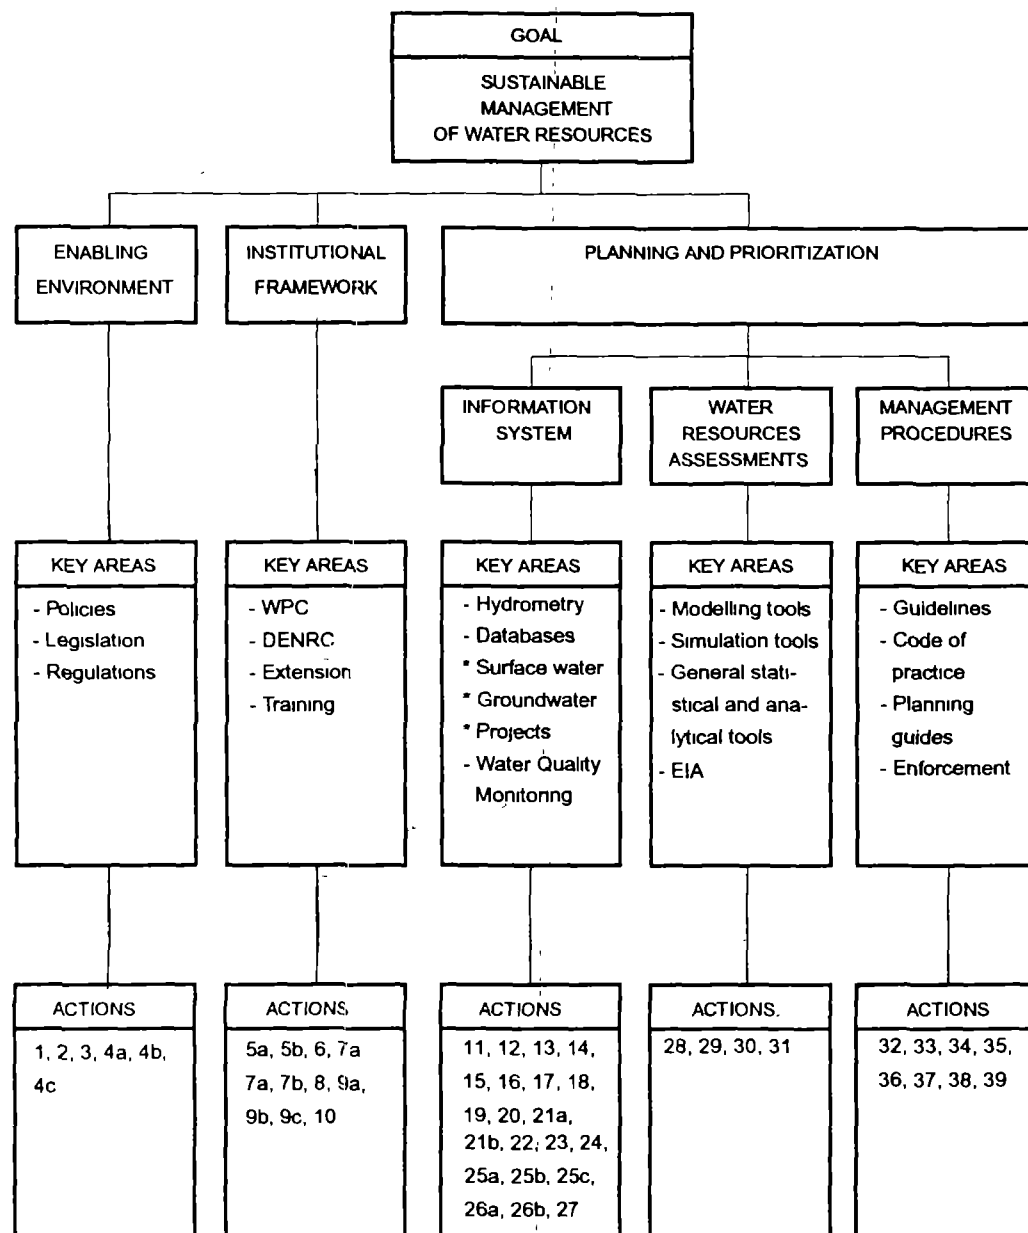 GOAL
SUSTAINABLE
MANAGEMENT
OF WATER RESOURCES
ENABLING
ENVIRONMENT
INSTITUTIONAL
FRAMEWORK
PLANNING AND PRIORITIZATION
INFORMATION
SYSTEM
WATER
RESOURCES
ASSESSMENTS
MANAGEMENT
PROCEDURES
KEY AREAS
- Policies
- Legislation
- Regulations
KEY AREAS
- WPC
- DENRC
- Extension
- Training
KEY AREAS
- Hydrometry
- Databases
* Surface water
* Groundwater
* Projects
- Water Quality
Monitoring
KEY AREAS
- Modelling tools
- Simulation tools
- General stati-
stical and ana-
lytical tools
- EIA
KEY AREAS
- Guidelines
- Code of
practice
- Planning
guides
- Enforcement
ACTIONS
1, 2, 3, 4a, 4b,
4c
ACTIONS
5a, 5b, 6, 7a
7a, 7b, 8, 9a,
9b, 9c, 10
ACTIONS
11, 12, 13, 14,
15, 16, 17, 18,
19, 20, 21a,
21b, 22, 23, 24,
25a, 25b, 25c,
26a, 26b, 27
ACTIONS.
28, 29, 30, 31
ACTIONS
32, 33, 34, 35,
36, 37, 38, 39